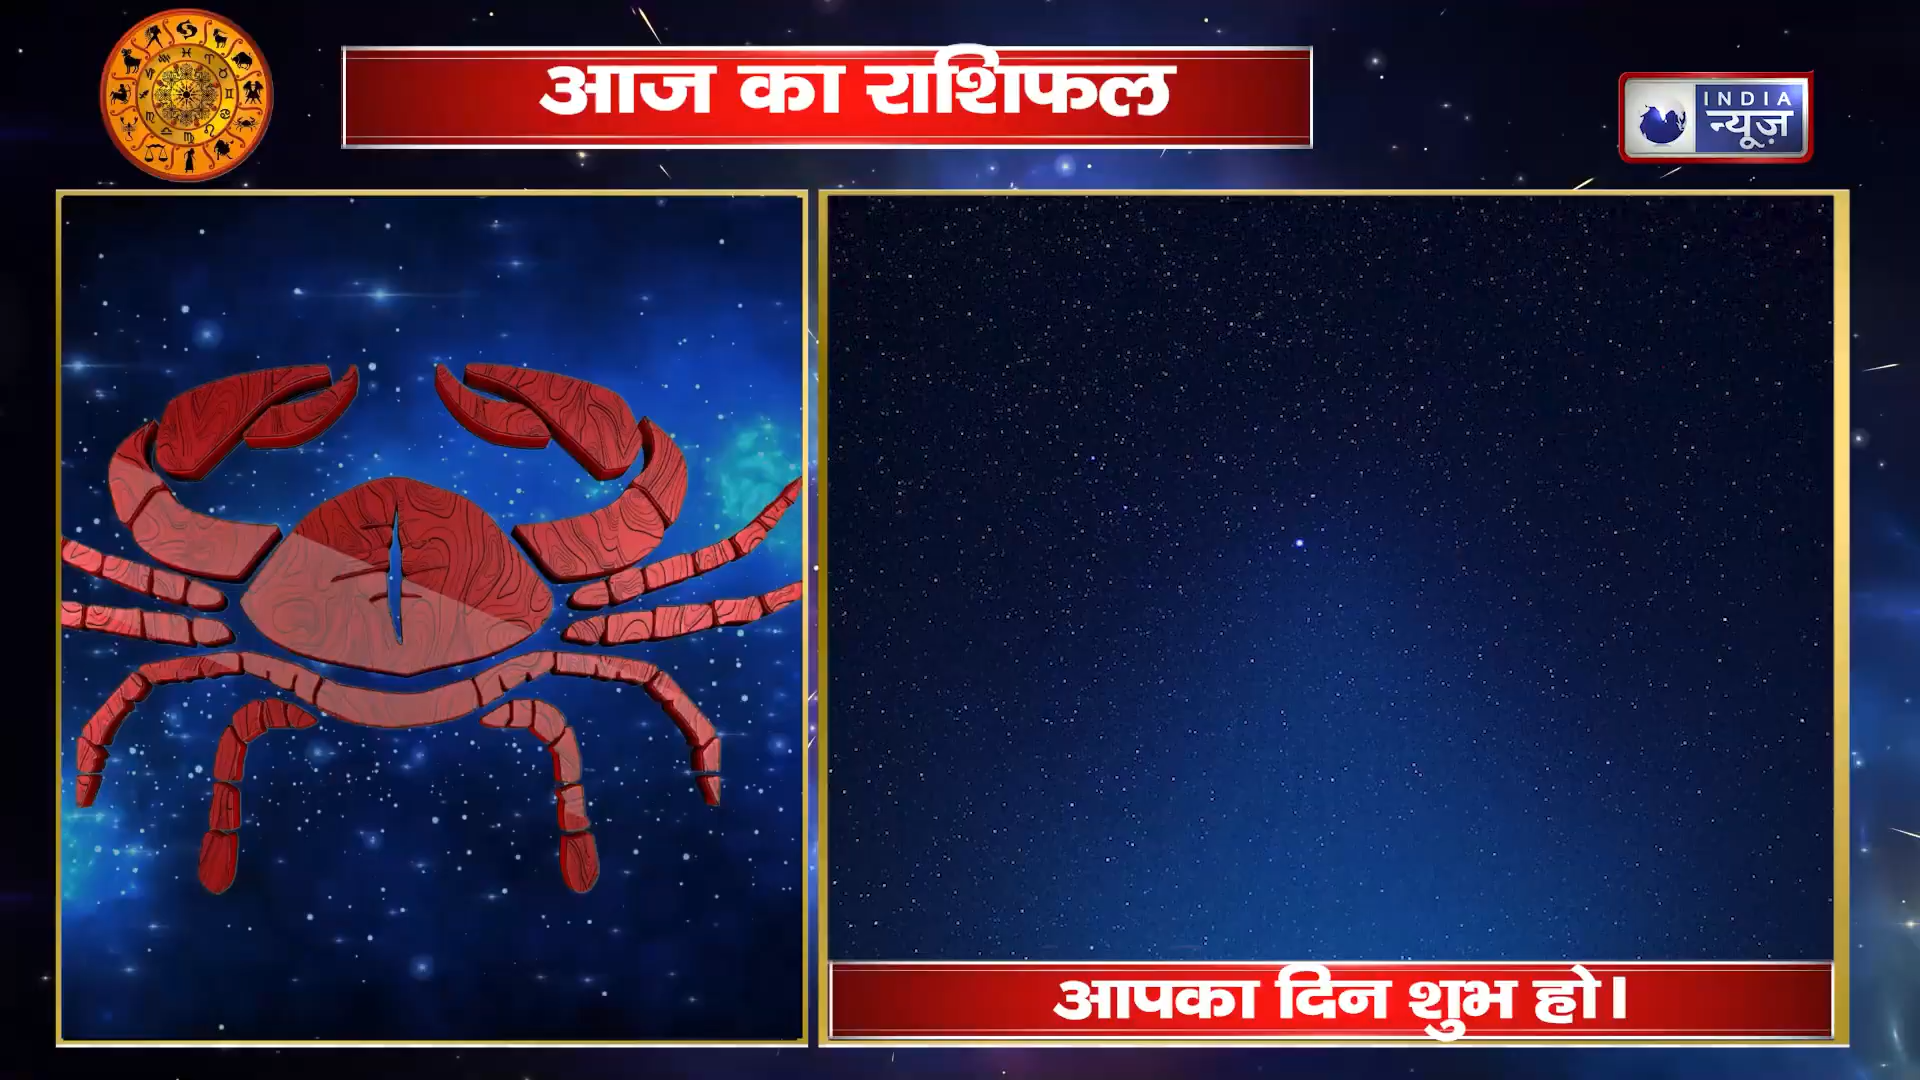 आज का राशिफल
INDIA
न्यूज़
आपका दिन शुभ हो।